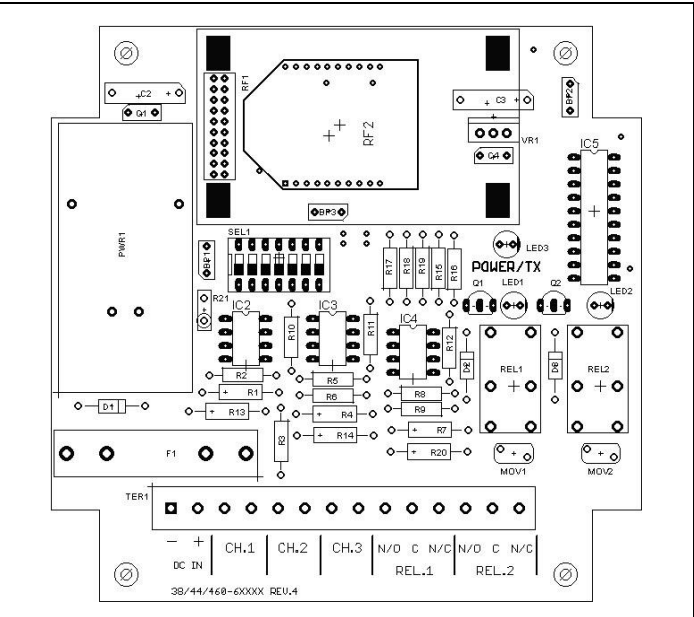 C2
Q1
RF1
RF2
C3
VR1
Q4
BP2
IC5
PWR1
BP3
SEL1
BP1
R21
R17
R18
R19
R15
R16
LED3
POWER/TX
Q1
LED1
Q2
LED2
IC2
IC3
IC4
R10
R11
R12
D2
REL1
REL2
R2
R5
R1
R6
R8
R9
D1
R13
R4
R3
R14
R7
R20
F1
MOV1
MOV2
TER1
- + CH.1 CH.2 CH.3 N/O C N/C N/O C N/C
DC IN REL.1 REL.2
38/44/460-6XXXX REV.4